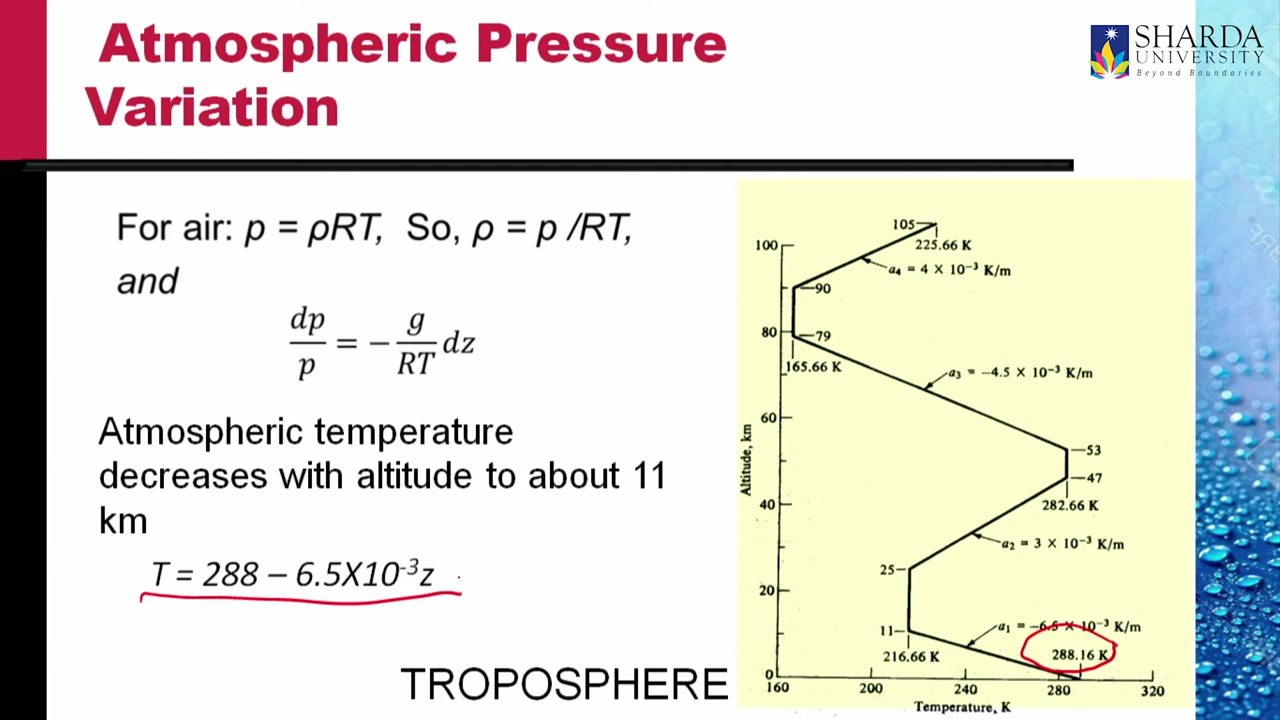 Atmospheric Pressure
Variation
SHARDA
UNIVERSITY
Beyond Boundaries
For air: p = ρRT, So, ρ = p /RT,
and
dp/p = − g/RT dz
Atmospheric temperature
decreases with altitude to about 11
km
T = 288 – 6.5X10⁻³z
TROPOSPHERE
105
225.66 K
100
a₄ = 4 × 10⁻³ K/m
90
80
79
165.66 K
a₃ = −4.5 × 10⁻³ K/m
60
53
47
282.66 K
40
a₂ = 3 × 10⁻³ K/m
25
20
a₁ = −6.5 × 10⁻³ K/m
11
216.66 K
288.16 K
0
160 200 240 280 320
Altitude, km
Temperature, K